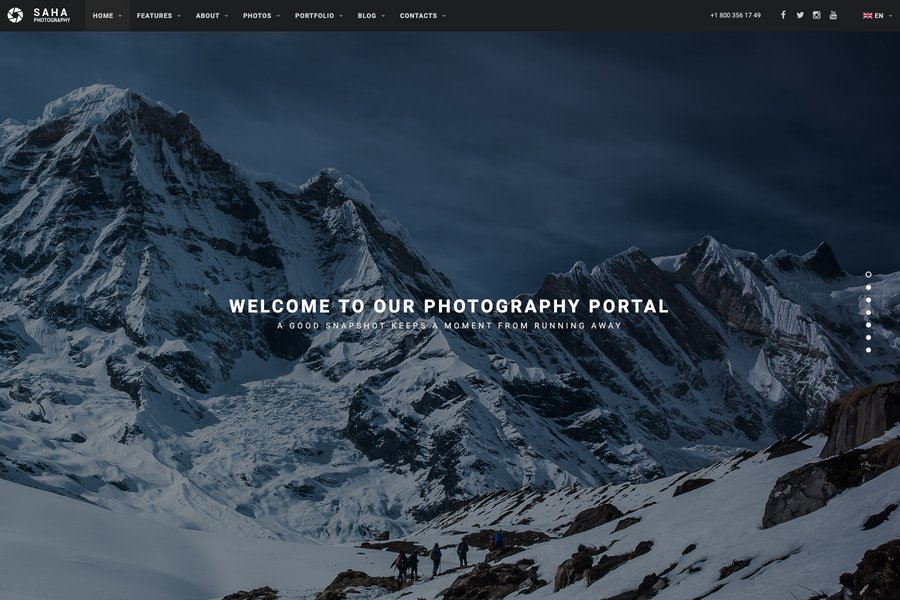 SAHA
PHOTOGRAPHY
HOME
FEATURES
ABOUT
PHOTOS
PORTFOLIO
BLOG
CONTACTS
+1 800 356 17 49
EN
WELCOME TO OUR PHOTOGRAPHY PORTAL
A GOOD SNAPSHOT KEEPS A MOMENT FROM RUNNING AWAY